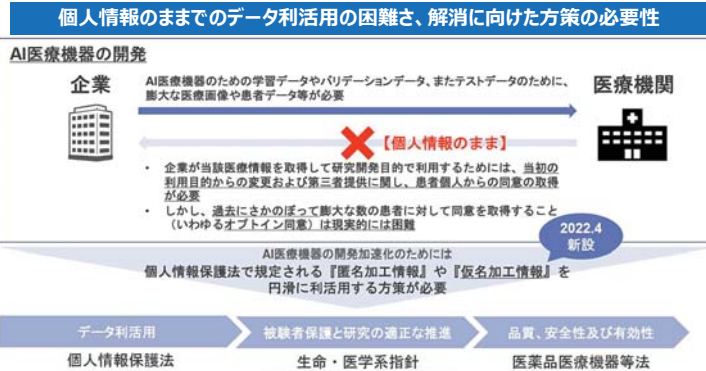 個人情報のままでのデータ利活用の困難さ、解消に向けた方策の必要性
AI医療機器の開発
企業
AI医療機器のための学習データやバリデーションデータ、またテストデータのために、
膨大な医療画像や患者データ等が必要
医療機関
【個人情報のまま】
• 企業が当該医療情報を取得して研究開発目的で利用するためには、当初の
利用目的からの変更および第三者提供に関し、患者個人からの同意の取得
が必要
• しかし、過去にさかのぼって膨大な数の患者に対して同意を取得すること
（いわゆるオプトイン同意）は現実的には困難
2022.4
新設
AI医療機器の開発加速化のためには
個人情報保護法で規定される『匿名加工情報』や『仮名加工情報』を
円滑に利活用する方策が必要
データ利活用
被験者保護と研究の適正な推進
品質、安全性及び有効性
個人情報保護法
生命・医学系指針
医薬品医療機器等法